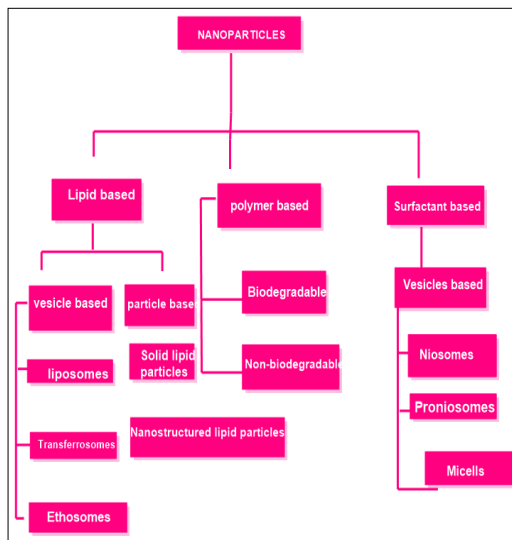 NANOPARTICLES
Lipid based
polymer based
Surfactant based
vesicle based
particle base
Biodegradable
Vesicles based
liposomes
Solid lipid
particles
Non-biodegradable
Niosomes
Proniosomes
Transferrosomes
Nanostructured lipid particles
Micells
Ethosomes